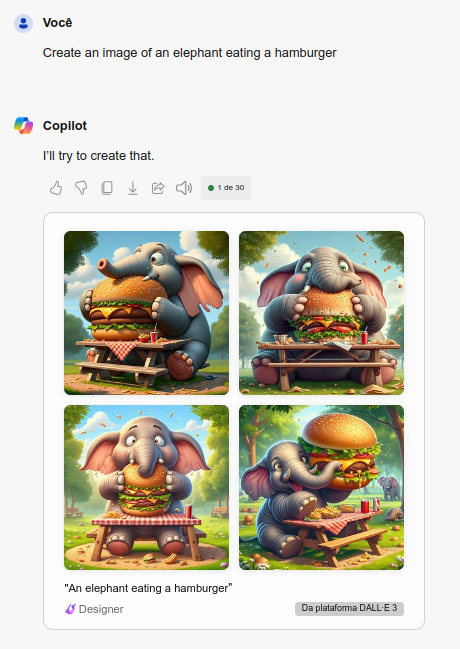 Você
Create an image of an elephant eating a hamburger
Copilot
I'll try to create that.
1 de 30
"An elephant eating a hamburger"
Designer
Da plataforma DALL·E 3